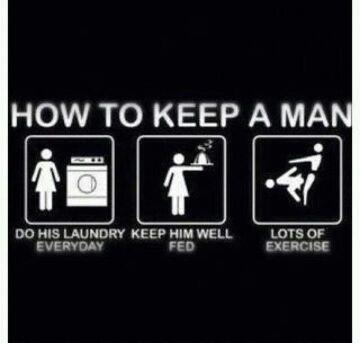 HOW TO KEEP A MAN
DO HIS LAUNDRY
EVERYDAY
KEEP HIM WELL
FED
LOTS OF
EXERCISE